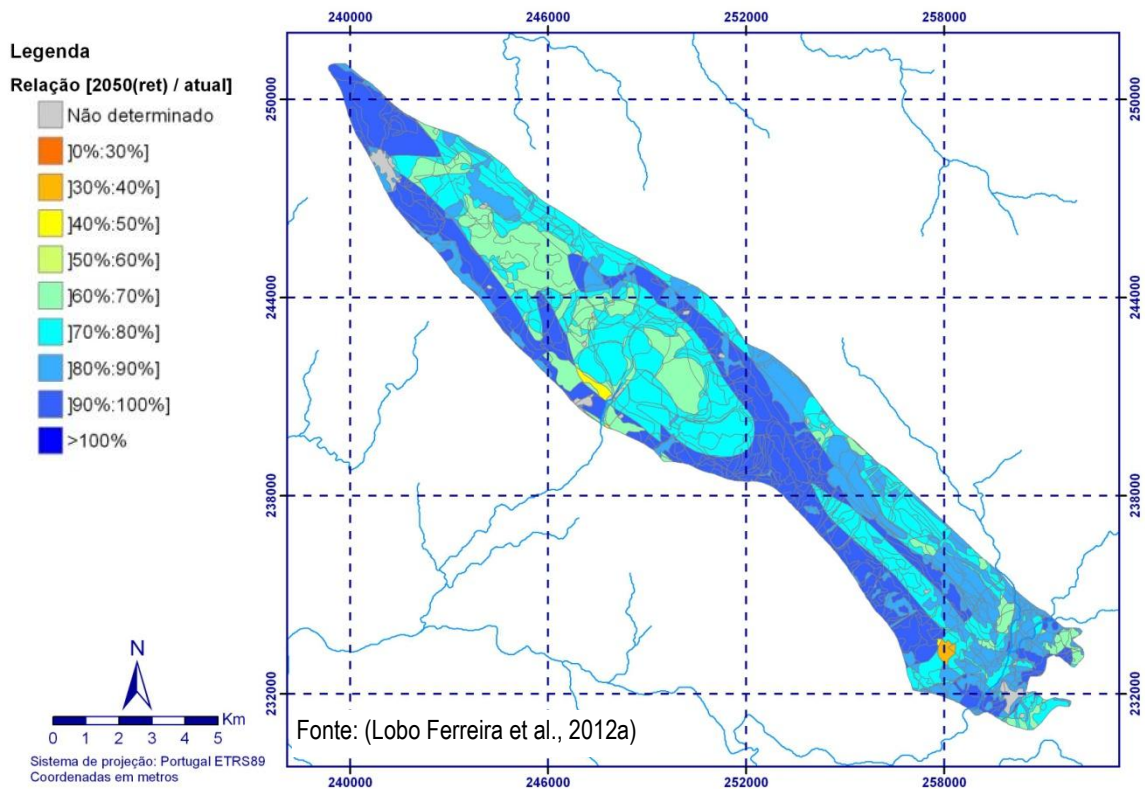 240000
246000
252000
258000
Legenda
Relação [2050(ret) / atual]
Não determinado
]0%:30%]
]30%:40%]
]40%:50%]
]50%:60%]
]60%:70%]
]70%:80%]
]80%:90%]
]90%:100%]
>100%
250000
250000
244000
244000
238000
238000
232000
232000
N
Km
0 1 2 3 4 5
Sistema de projeção: Portugal ETRS89
Coordenadas em metros
Fonte: (Lobo Ferreira et al., 2012a)
240000
246000
252000
258000